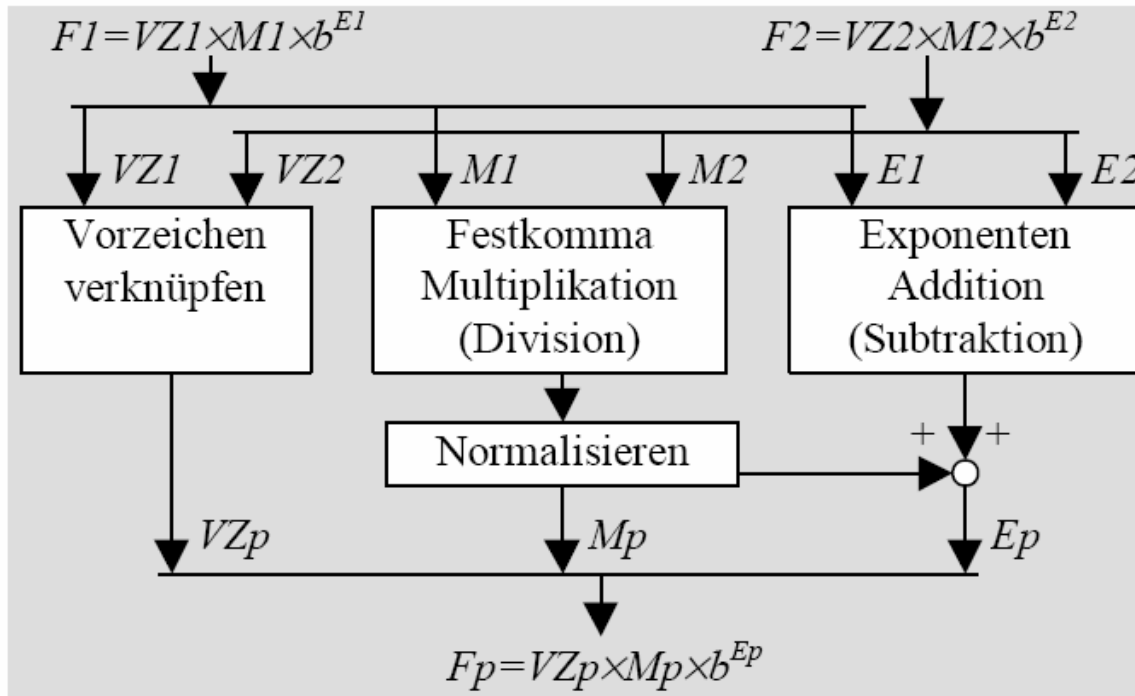 F1=VZ1×M1×b^E1
F2=VZ2×M2×b^E2
VZ1
VZ2
M1
M2
E1
E2
Vorzeichen
verknüpfen
Festkomma
Multiplikation
(Division)
Exponenten
Addition
(Subtraktion)
Normalisieren
+ +
VZp
Mp
Ep
Fp=VZp×Mp×b^Ep